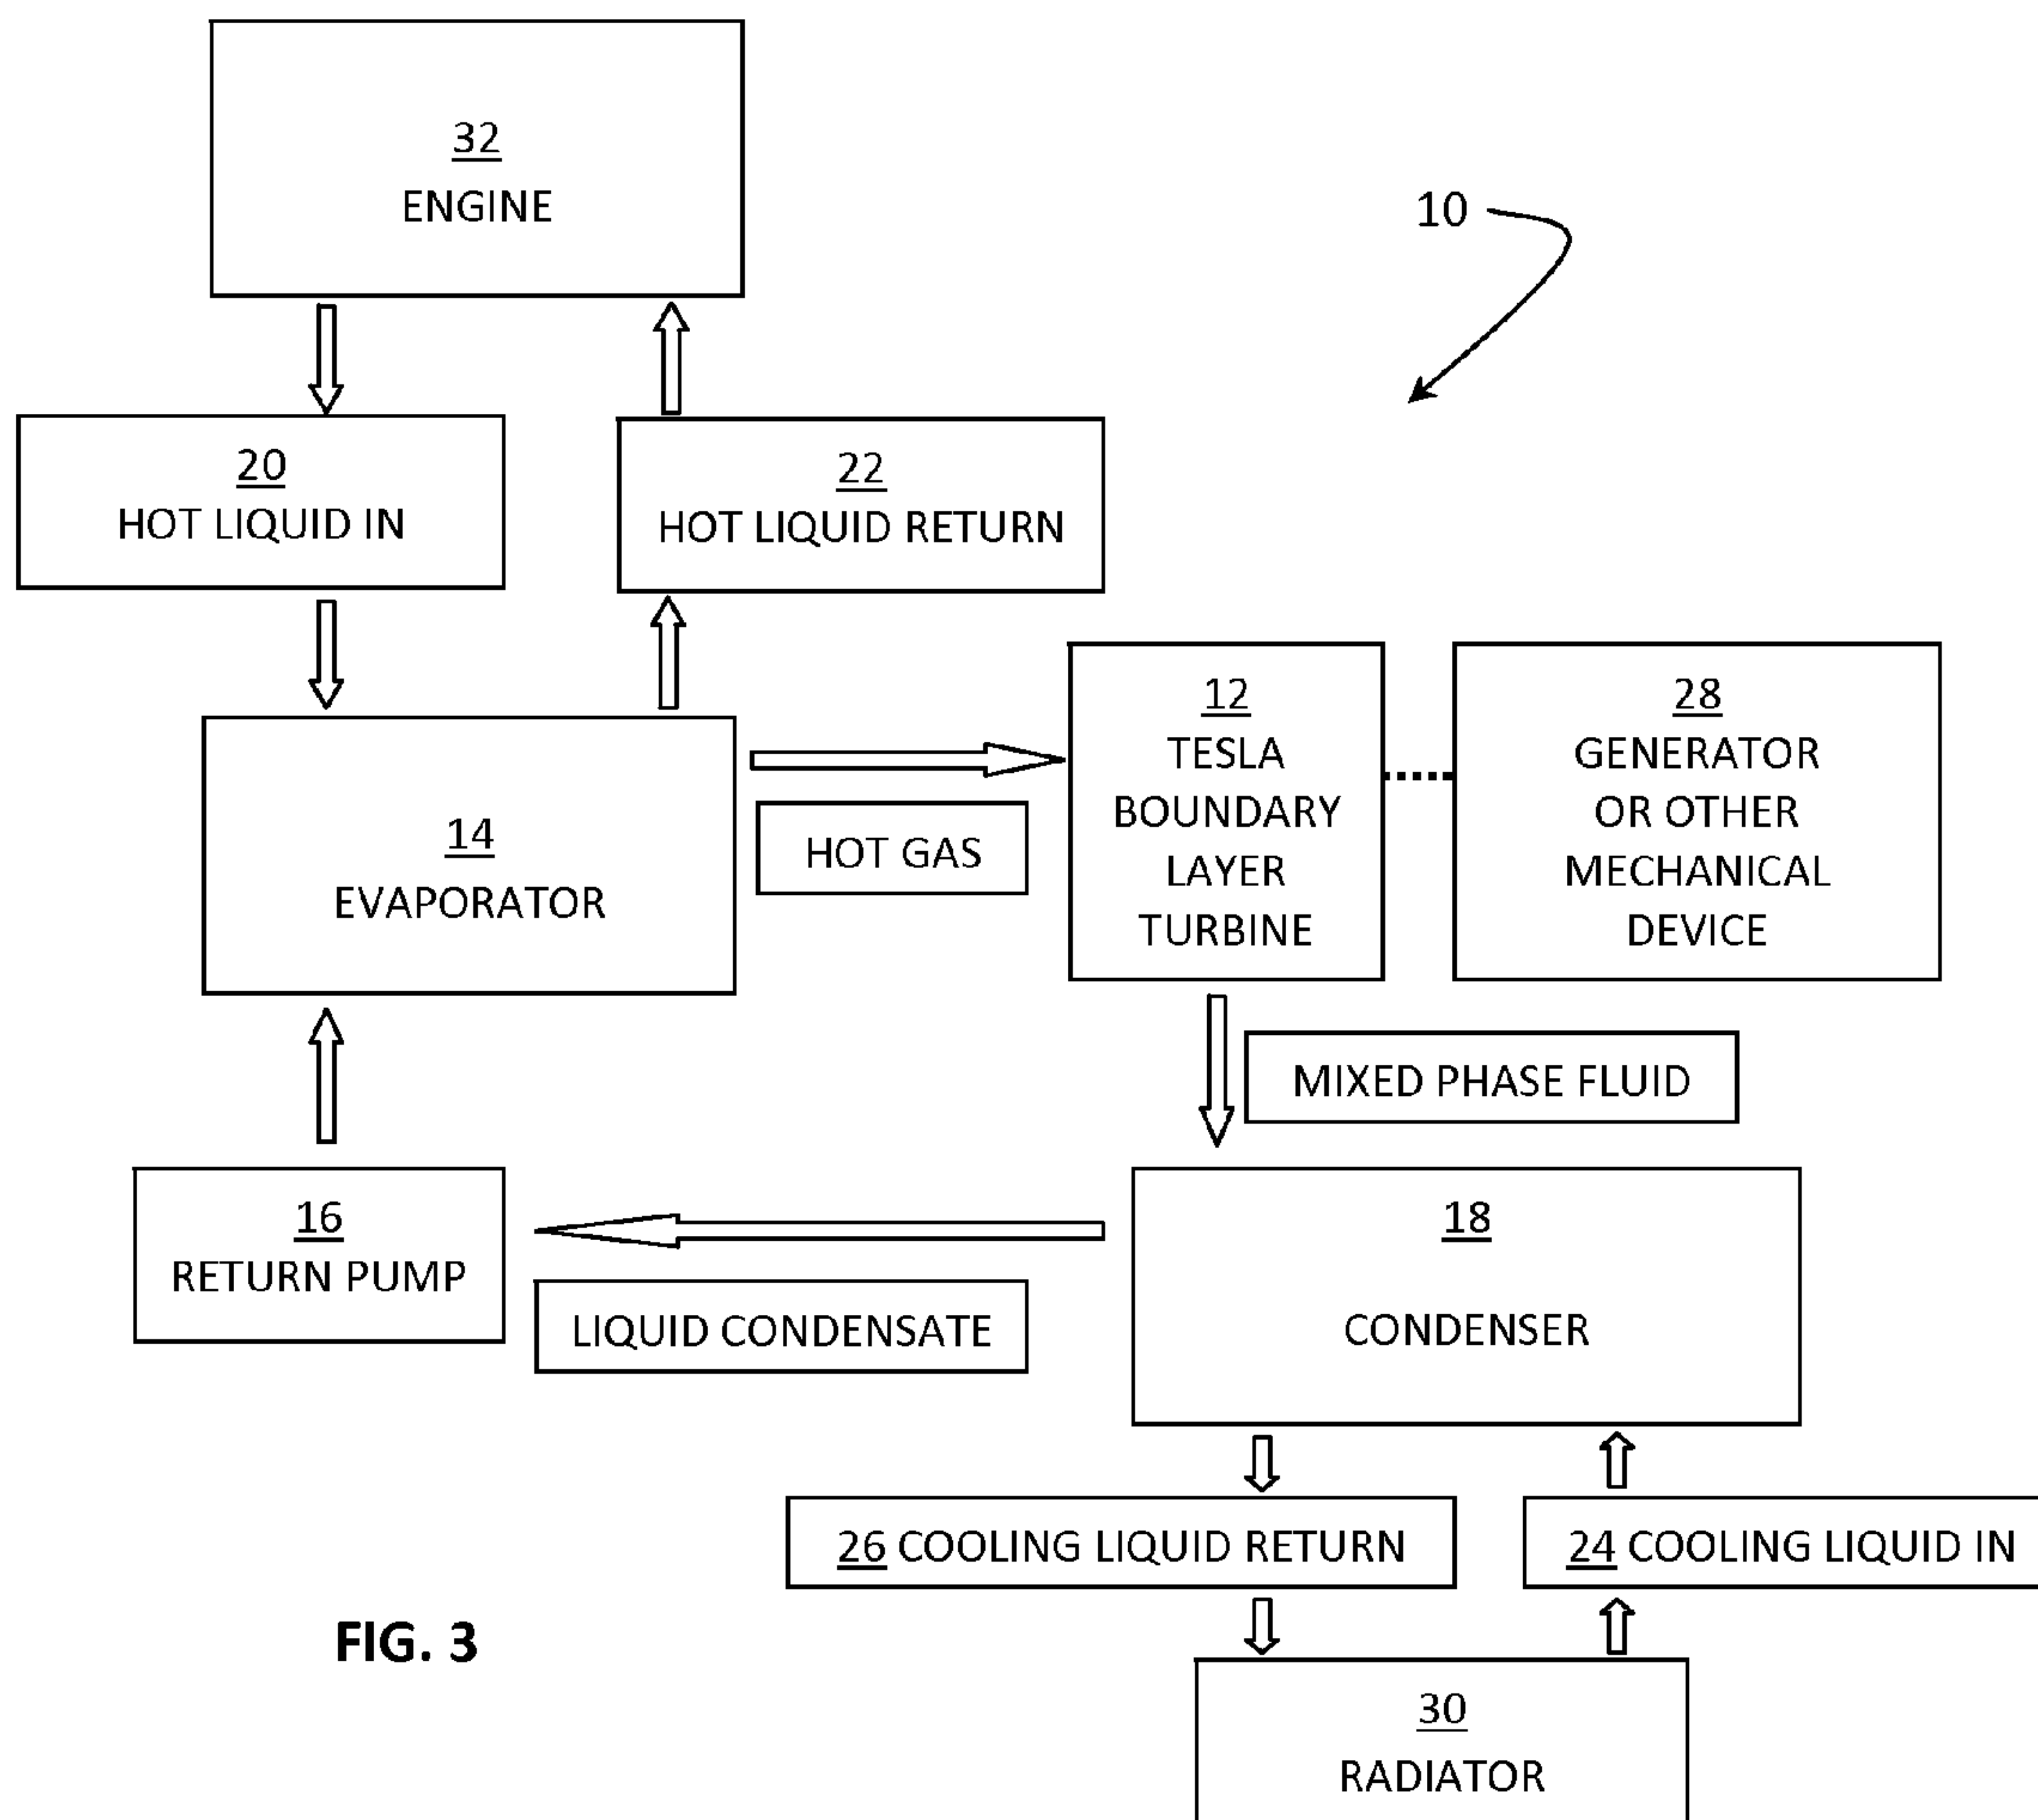 32
ENGINE
10
20
HOT LIQUID IN
22
HOT LIQUID RETURN
12
TESLA
BOUNDARY
LAYER
TURBINE
28
GENERATOR
OR OTHER
MECHANICAL
DEVICE
14
EVAPORATOR
HOT GAS
MIXED PHASE FLUID
16
RETURN PUMP
LIQUID CONDENSATE
18
CONDENSER
26 COOLING LIQUID RETURN
24 COOLING LIQUID IN
FIG. 3
30
RADIATOR